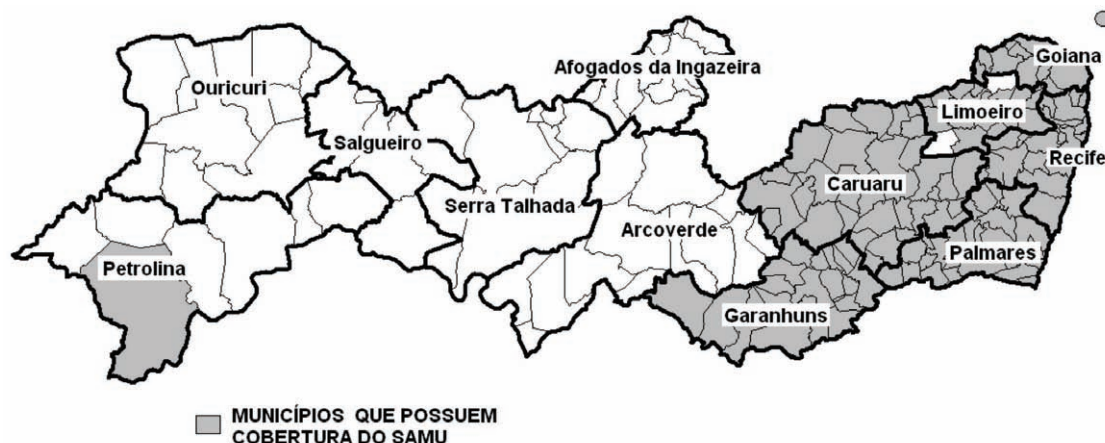 Goiana
Afogados da Ingazeira
Ouricuri
Limoeiro
Salgueiro
Recife
Caruaru
Serra Talhada
Arcoverde
Palmares
Petrolina
Garanhuns
MUNICÍPIOS QUE POSSUEM
COBERTURA DO SAMU